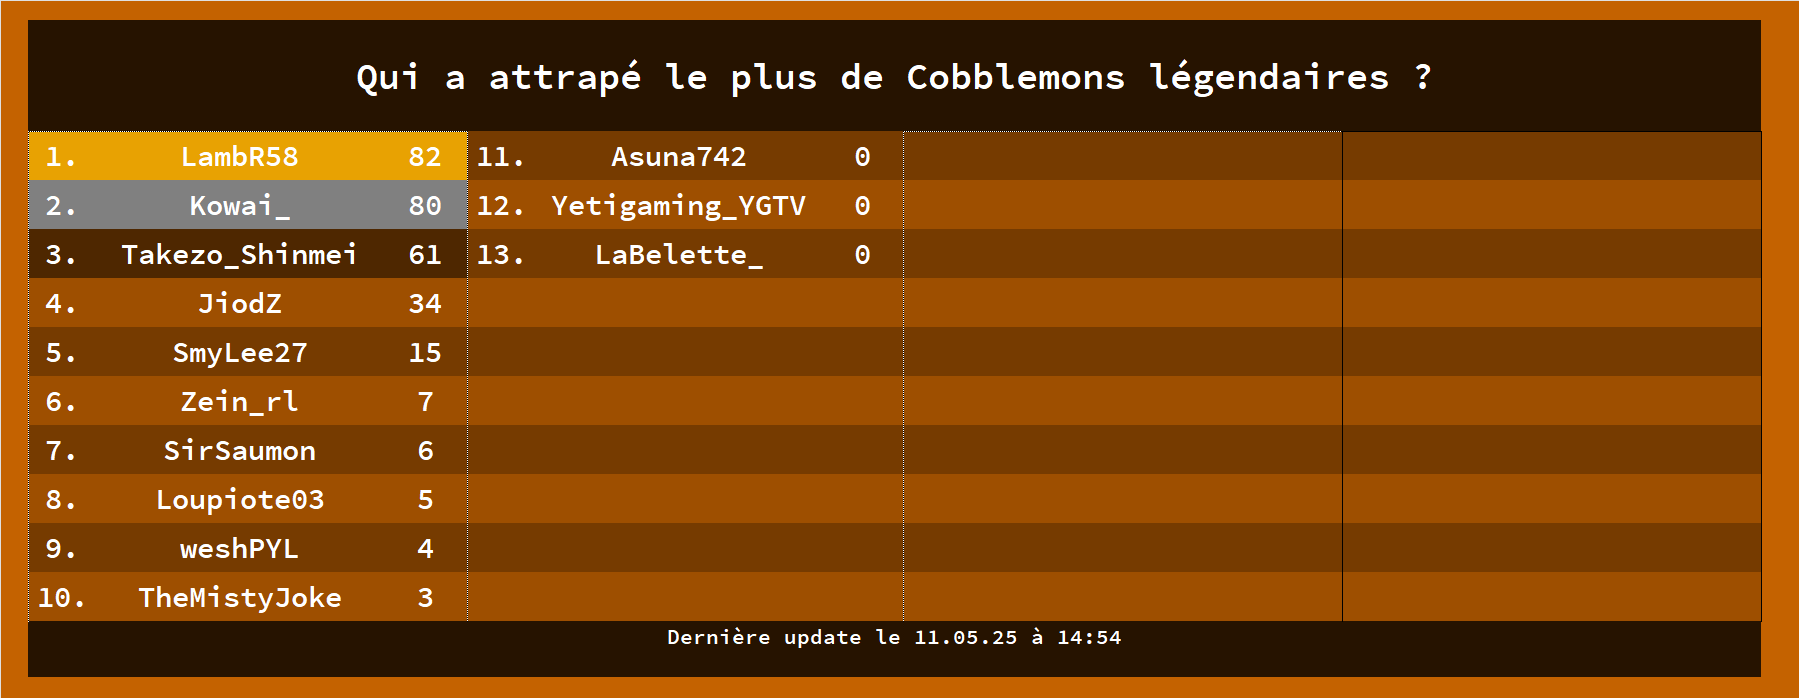 Qui a attrapé le plus de Cobblemons légendaires ?
1. LambR58 82
2. Kowai_ 80
3. Takezo_Shinmei 61
4. JiodZ 34
5. SmyLee27 15
6. Zein_rl 7
7. SirSaumon 6
8. Loupiote03 5
9. weshPYL 4
10. TheMistyJoke 3
11. Asuna742 0
12. Yetigaming_YGTV 0
13. LaBelette_ 0
Dernière update le 11.05.25 à 14:54